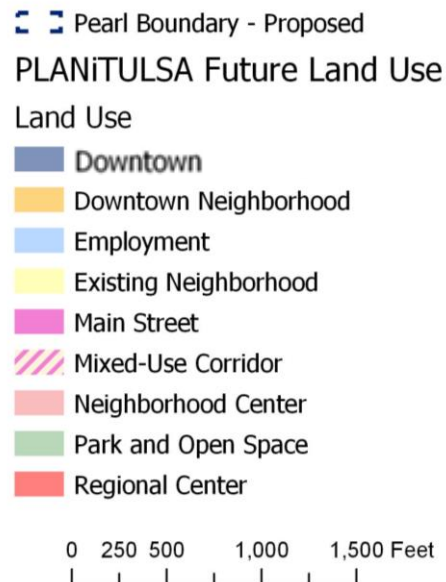 Pearl Boundary - Proposed
PLANiTULSA Future Land Use
Land Use
Downtown
Downtown Neighborhood
Employment
Existing Neighborhood
Main Street
Mixed-Use Corridor
Neighborhood Center
Park and Open Space
Regional Center
0 250 500 1,000 1,500 Feet